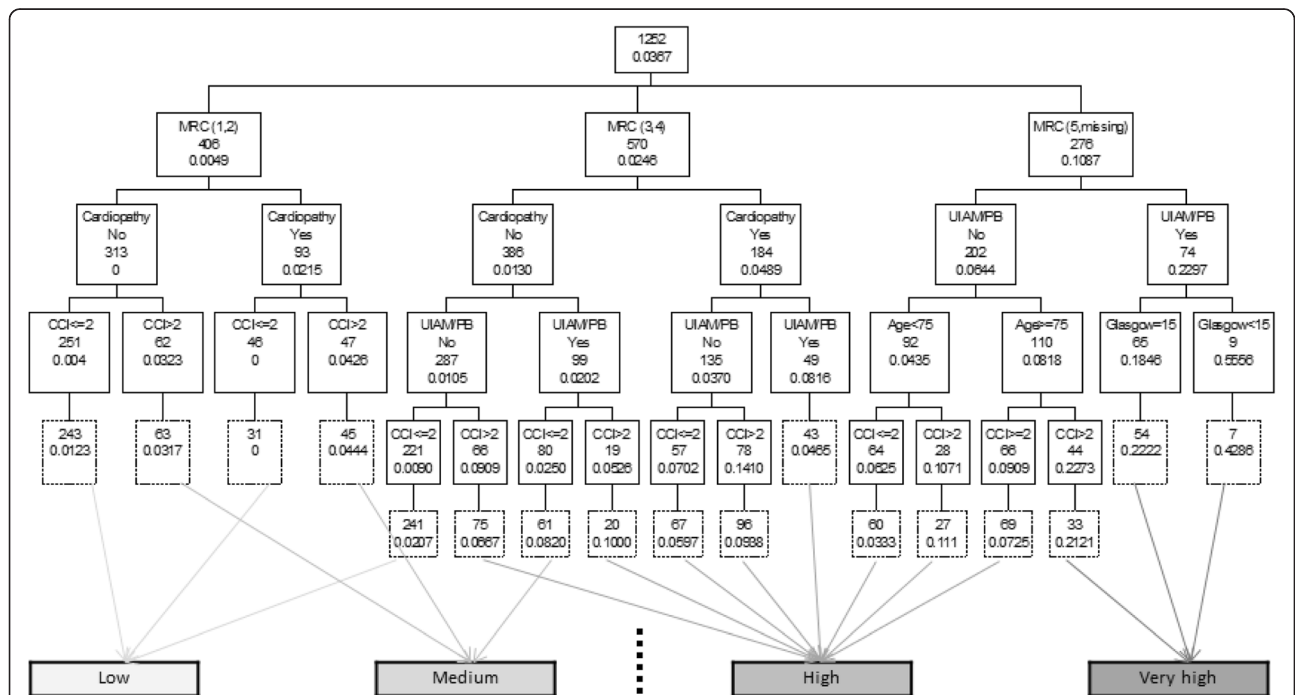 1252
0.0367
MRC (1,2)
406
0.0049
MRC (3,4)
570
0.0246
MRC (5,missing)
276
0.1087
Cardiopathy
No
313
0
Cardiopathy
Yes
93
0.0215
Cardiopathy
No
386
0.0130
Cardiopathy
Yes
184
0.0489
UIAM/PB
No
202
0.0644
UIAM/PB
Yes
74
0.2297
CCI<=2
251
0.004
CCI>2
62
0.0323
CCI<=2
46
0
CCI>2
47
0.0426
UIAM/PB
No
287
0.0105
UIAM/PB
Yes
99
0.0202
UIAM/PB
No
135
0.0370
UIAM/PB
Yes
49
0.0816
Age<75
92
0.0435
Age>=75
110
0.0818
Glasgow=15
65
0.1846
Glasgow<15
9
0.5556
243
0.0123
63
0.0317
31
0
45
0.0444
CCI<=2
221
0.0090
CCI>2
66
0.0909
CCI<=2
80
0.0250
CCI>2
19
0.0526
CCI<=2
57
0.0702
CCI>2
78
0.1410
43
0.0465
CCI<=2
64
0.0625
CCI>2
28
0.1071
CCI>=2
66
0.0909
CCI>2
44
0.2273
54
0.2222
7
0.4286
241
0.0207
75
0.0667
61
0.0820
20
0.1000
67
0.0597
96
0.0938
60
0.0333
27
0.111
69
0.0725
33
0.2121
Low
Medium
High
Very high